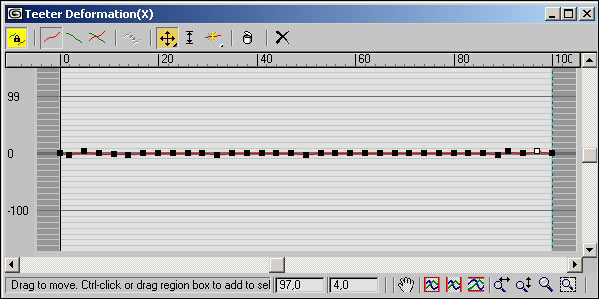 Teeter Deformation(X)
0 20 40 60 80 100
99
0
-100
Drag to move. Ctrl-click or drag region box to add to sel 97,0 4,0